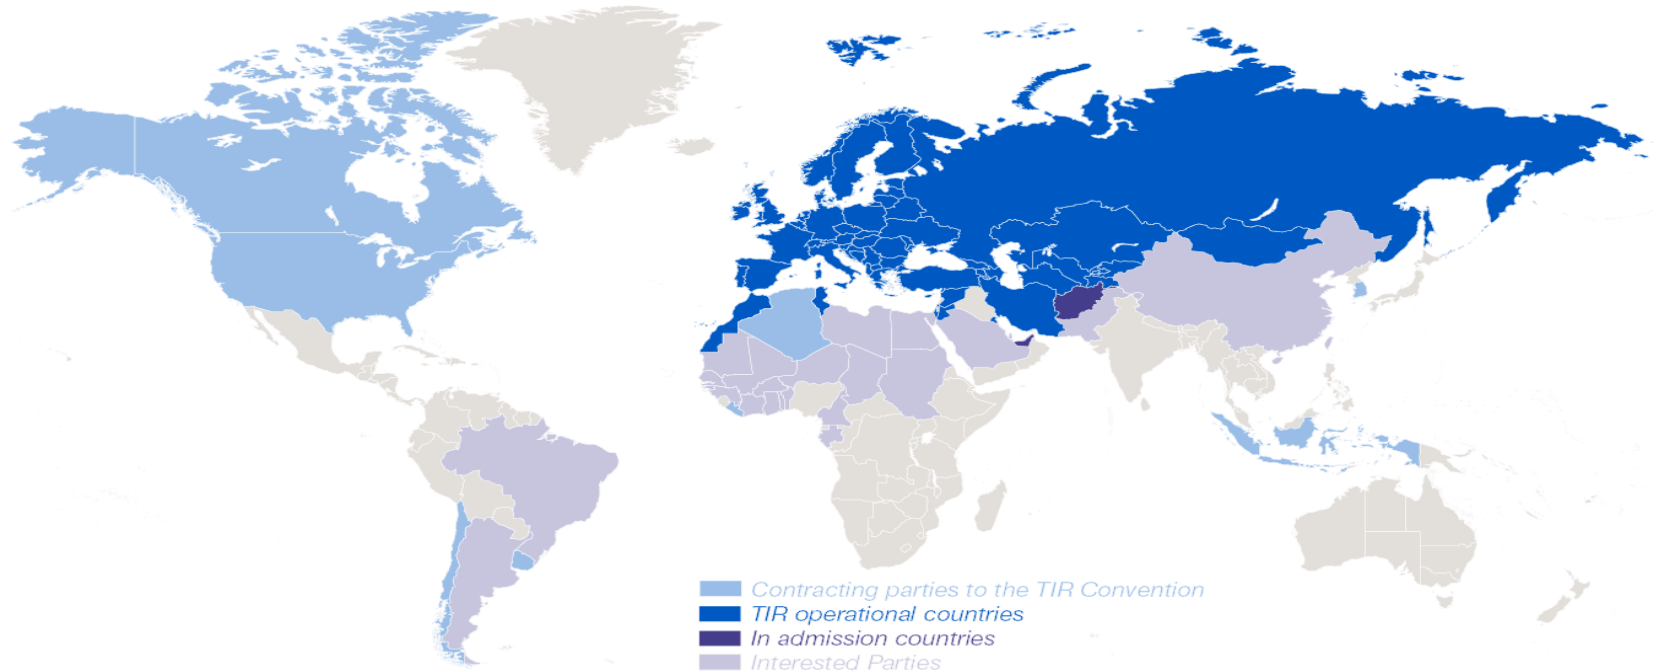 Contracting parties to the TIR Convention
TIR operational countries
In admission countries
Interested Parties